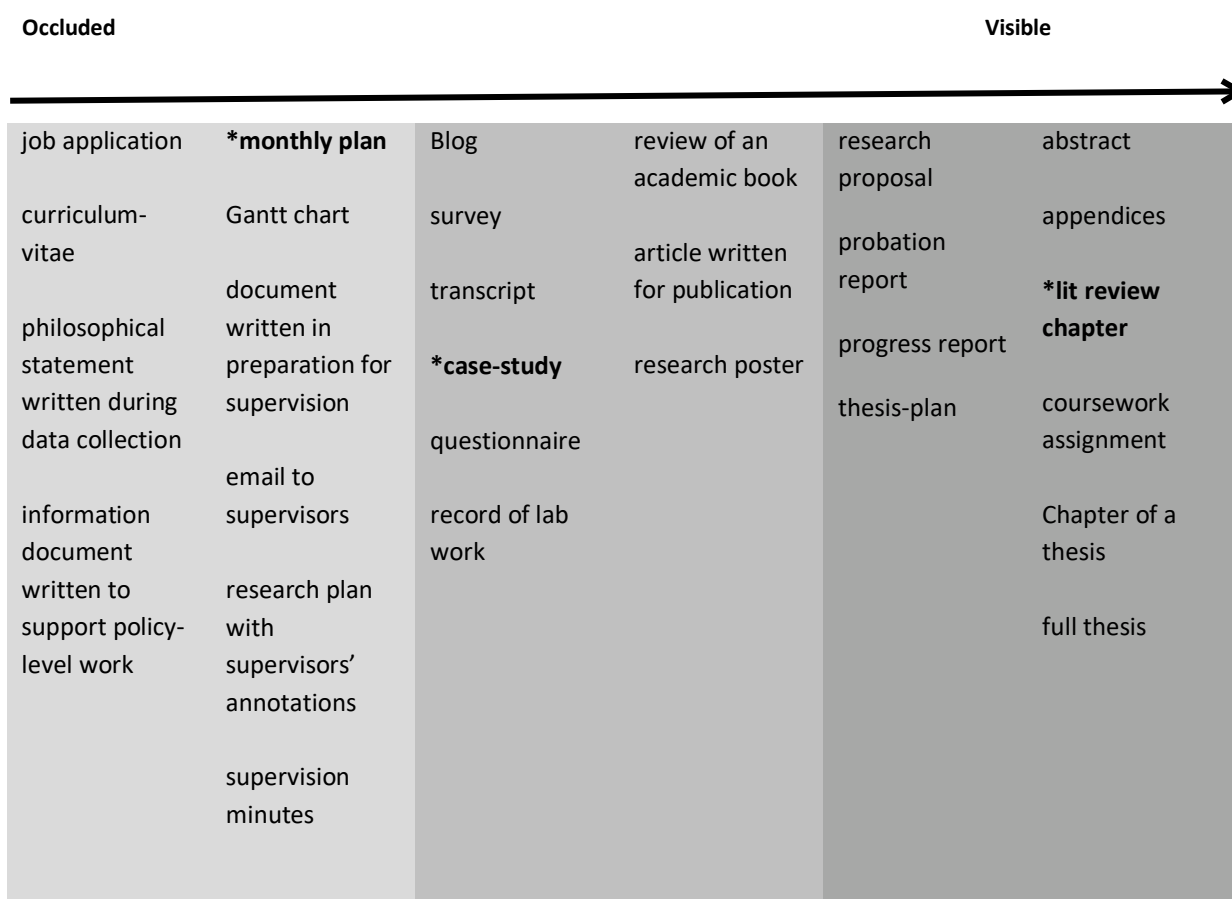 Occluded
Visible
job application
curriculum-
vitae
philosophical
statement
written during
data collection
information
document
written to
support policy-
level work
*monthly plan
Gantt chart
document
written in
preparation for
supervision
email to
supervisors
research plan
with
supervisors’
annotations
supervision
minutes
Blog
survey
transcript
*case-study
questionnaire
record of lab
work
review of an
academic book
article written
for publication
research poster
research
proposal
probation
report
progress report
thesis-plan
abstract
appendices
*lit review
chapter
coursework
assignment
Chapter of a
thesis
full thesis